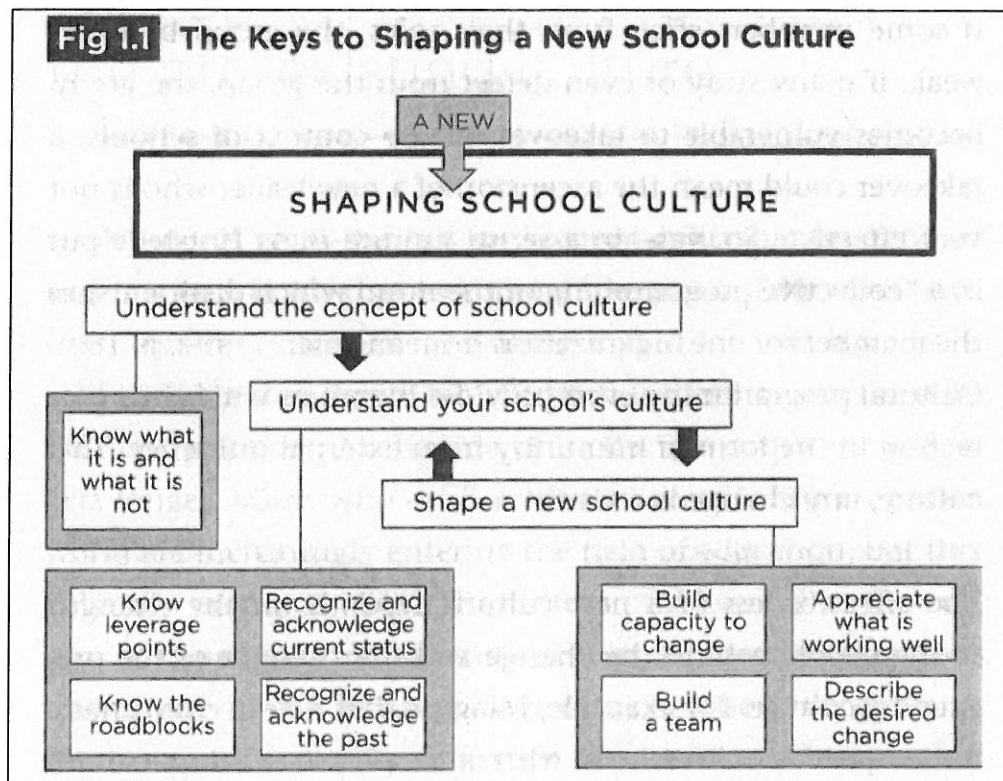 Fig 1.1 The Keys to Shaping a New School Culture
A NEW
SHAPING SCHOOL CULTURE
Understand the concept of school culture
Understand your school's culture
Know what
it is and
what it is
not
Shape a new school culture
Know
leverage
points
Recognize and
acknowledge
current status
Know the
roadblocks
Recognize and
acknowledge
the past
Build
capacity to
change
Appreciate
what is
working well
Build
a team
Describe
the desired
change